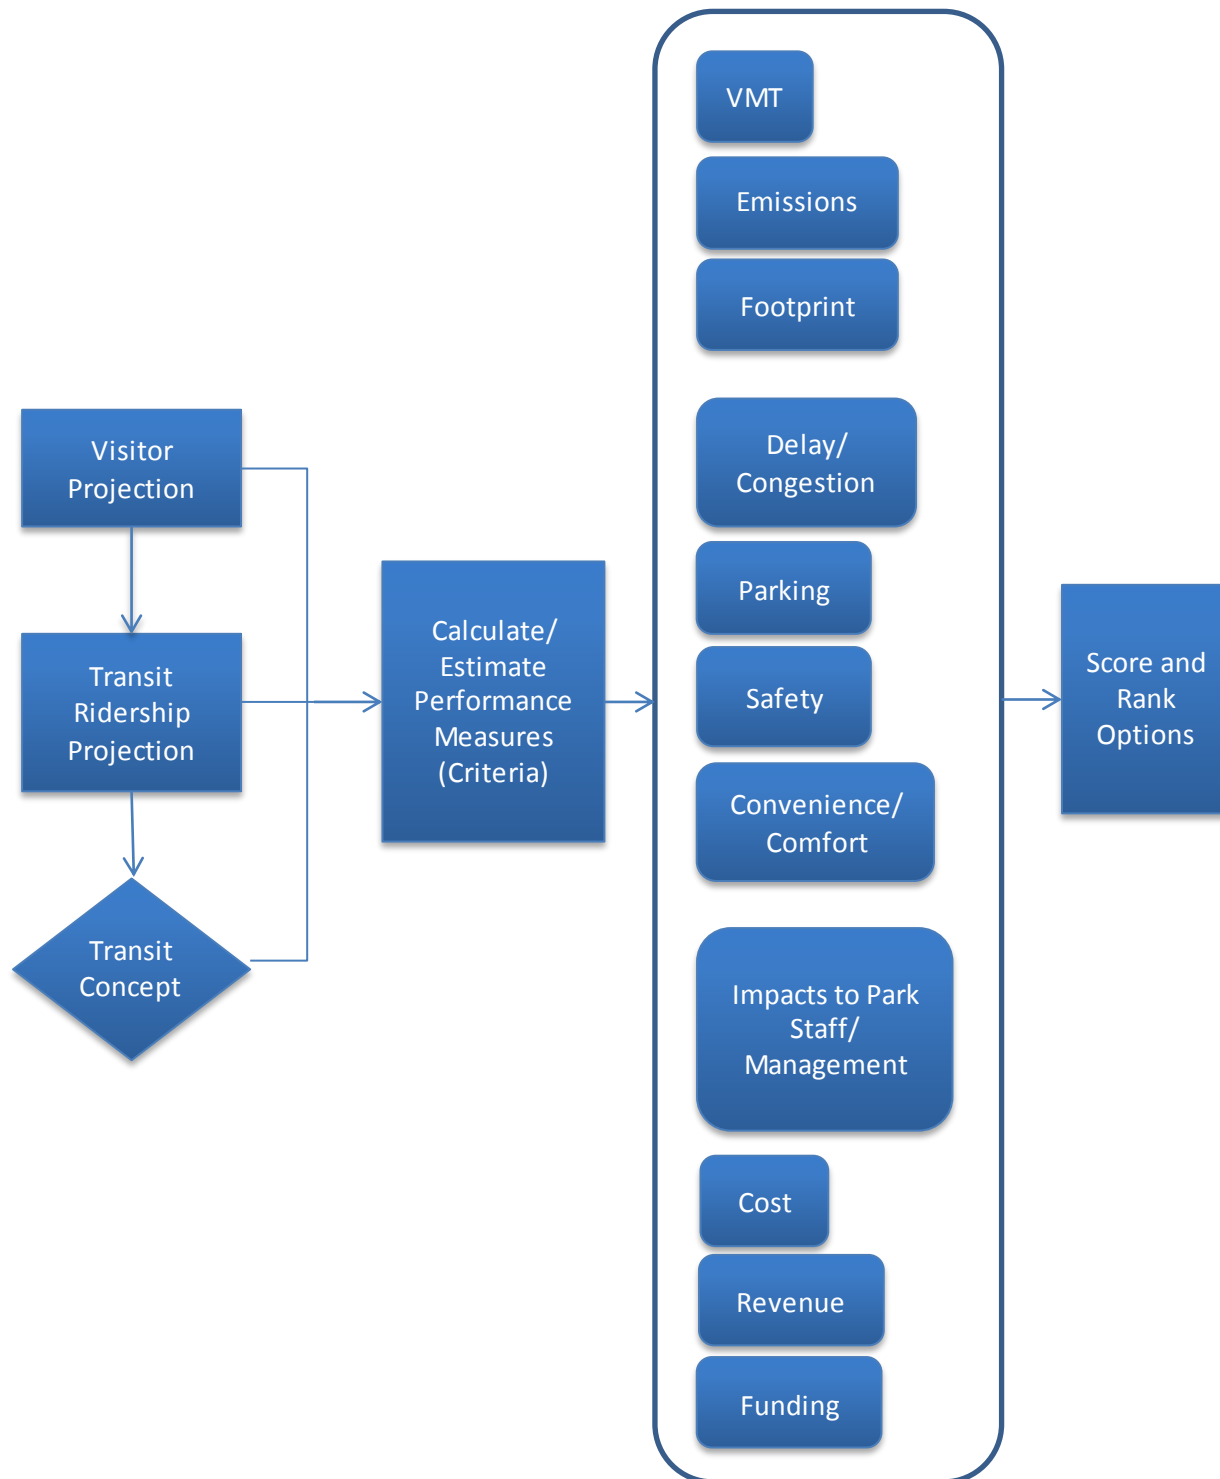 Visitor
Projection
Transit
Ridership
Projection
Transit
Concept
Calculate/
Estimate
Performance
Measures
(Criteria)
VMT
Emissions
Footprint
Delay/
Congestion
Parking
Safety
Convenience/
Comfort
Impacts to Park
Staff/
Management
Cost
Revenue
Funding
Score and
Rank
Options